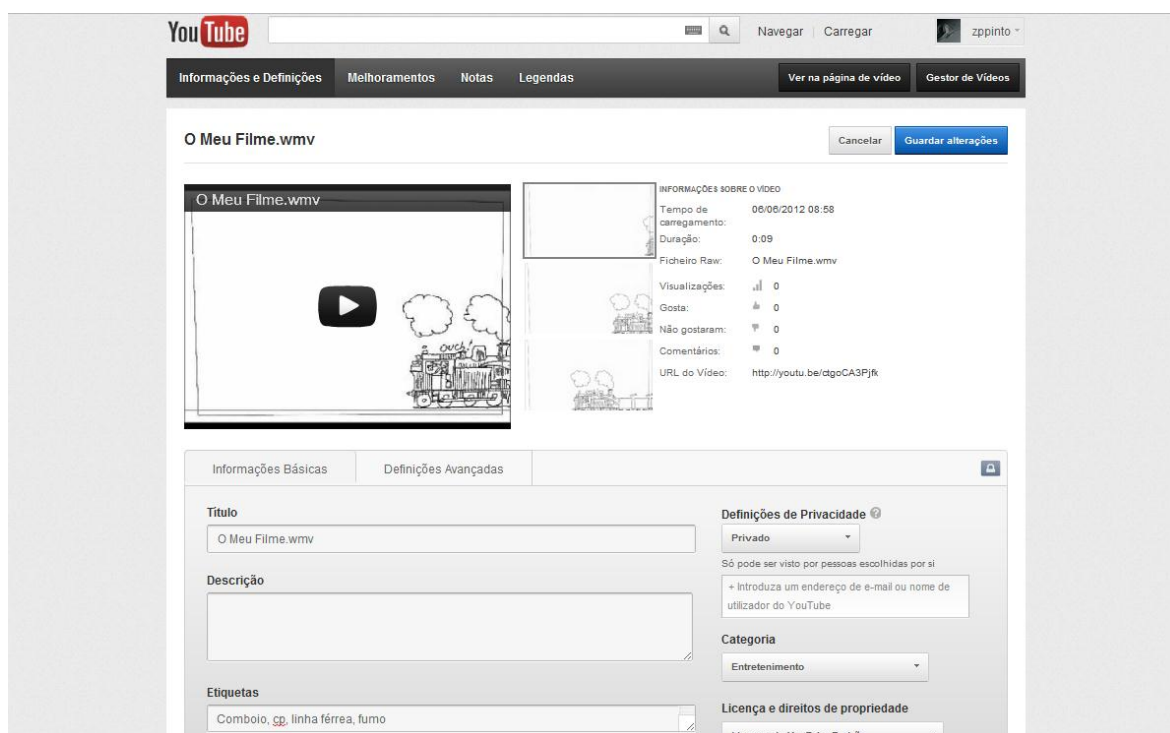 You Tube
Navegar | Carregar
zppinto
Informações e Definições Melhoramentos Notas Legendas
Ver na página de vídeo Gestor de Vídeos
O Meu Filme.wmv
Cancelar Guardar alterações
O Meu Filme.wmv
OUCH!
INFORMAÇÕES SOBRE O VÍDEO
Tempo de
carregamento:
06/06/2012 08:58
Duração: 0:09
Ficheiro Raw: O Meu Filme.wmv
Visualizações: 0
Gosta: 0
Não gostaram: 0
Comentários: 0
URL do Vídeo: http://youtu.be/ctgoCA3Pjfk
Informações Básicas Definições Avançadas
Título
O Meu Filme.wmv
Descrição
Etiquetas
Comboio, cp, linha férrea, fumo
Definições de Privacidade
Privado
Só pode ser visto por pessoas escolhidas por si
+ Introduza um endereço de e-mail ou nome de
utilizador do YouTube
Categoria
Entretenimento
Licença e direitos de propriedade